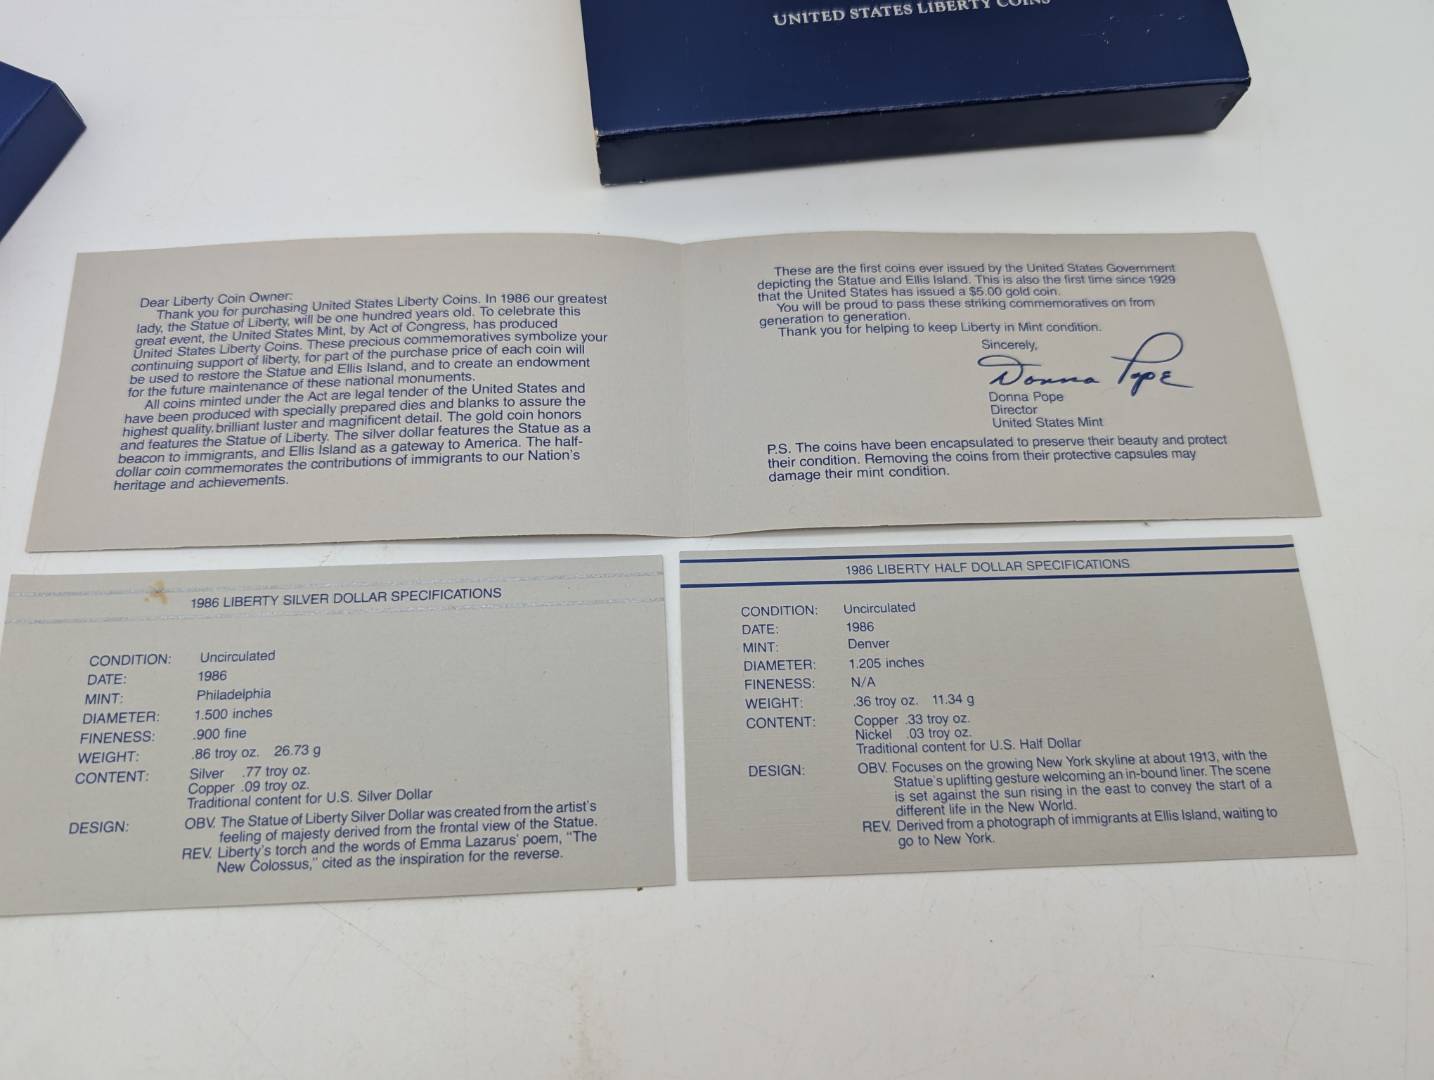 UNITED STATES LIBERTY COINS
Dear Liberty Coin Owner:
Thank you for purchasing United States Liberty Coins. In 1986 our greatest
lady, the Statue of Liberty, will be one hundred years old. To celebrate this
great event, the United States Mint, by Act of Congress, has produced
United States Liberty Coins. These precious commemoratives symbolize your
continuing support of liberty, for part of the purchase price of each coin will
be used to restore the Statue and Ellis Island, and to create an endowment
for the future maintenance of these national monuments.
All coins minted under the Act are legal tender of the United States and
have been produced with specially prepared dies and blanks to assure the
highest quality, brilliant luster and magnificent detail. The gold coin honors
and features the Statue of Liberty. The silver dollar features the Statue as a
beacon to immigrants, and Ellis Island as a gateway to America. The half-
dollar coin commemorates the contributions of immigrants to our Nation's
heritage and achievements.
These are the first coins ever issued by the United States Government
depicting the Statue and Ellis Island. This is also the first time since 1929
that the United States has issued a $5.00 gold coin.
You will be proud to pass these striking commemoratives on from
generation to generation.
Thank you for helping to keep Liberty in Mint condition.
Sincerely,
Donna Pope
Donna Pope
Director
United States Mint
P.S. The coins have been encapsulated to preserve their beauty and protect
their condition. Removing the coins from their protective capsules may
damage their mint condition.
1986 LIBERTY SILVER DOLLAR SPECIFICATIONS
CONDITION: Uncirculated
DATE: 1986
MINT: Philadelphia
DIAMETER: 1.500 inches
FINENESS: .900 fine
WEIGHT: .86 troy oz. 26.73 g
CONTENT: Silver .77 troy oz.
Copper .09 troy oz.
Traditional content for U.S. Silver Dollar
DESIGN: OBV. The Statue of Liberty Silver Dollar was created from the artist's
feeling of majesty derived from the frontal view of the Statue.
REV. Liberty's torch and the words of Emma Lazarus' poem, "The
New Colossus," cited as the inspiration for the reverse.
1986 LIBERTY HALF DOLLAR SPECIFICATIONS
CONDITION: Uncirculated
DATE: 1986
MINT: Denver
DIAMETER: 1.205 inches
FINENESS: N/A
WEIGHT: .36 troy oz. 11.34 g
CONTENT: Copper .33 troy oz.
Nickel .03 troy oz.
Traditional content for U.S. Half Dollar
DESIGN: OBV. Focuses on the growing New York skyline at about 1913, with the
Statue's uplifting gesture welcoming an in-bound liner. The scene
is set against the sun rising in the east to convey the start of a
different life in the New World.
REV. Derived from a photograph of immigrants at Ellis Island, waiting to
go to New York.